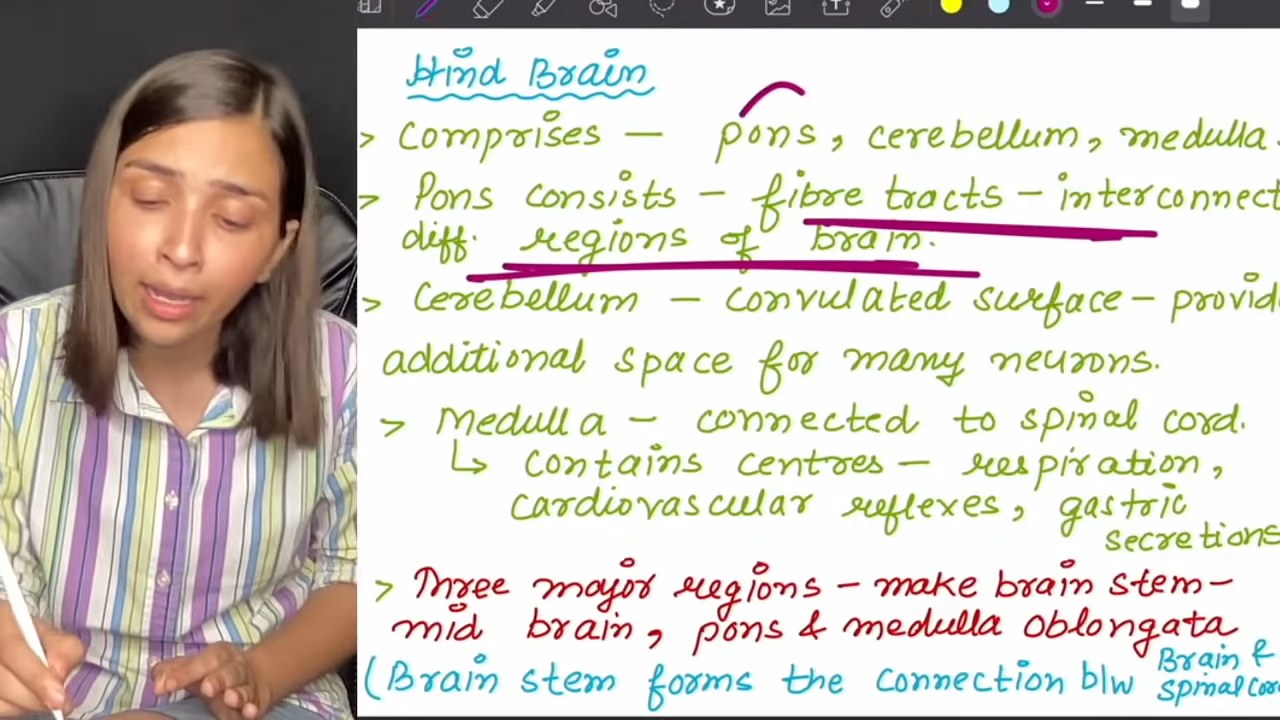 Hind Brain
> Comprises — pons, cerebellum, medulla.
> Pons consists — fibre tracts — interconnect
diff. regions of brain.
> Cerebellum — convulated surface — provid
additional space for many neurons.
> Medulla — connected to spinal cord.
↳ contains centres — respiration,
cardiovascular reflexes, gastric
secretions
> Three major regions — make brain stem —
mid brain, pons & medulla oblongata
(Brain stem forms the connection b/w Brain &
spinal cord